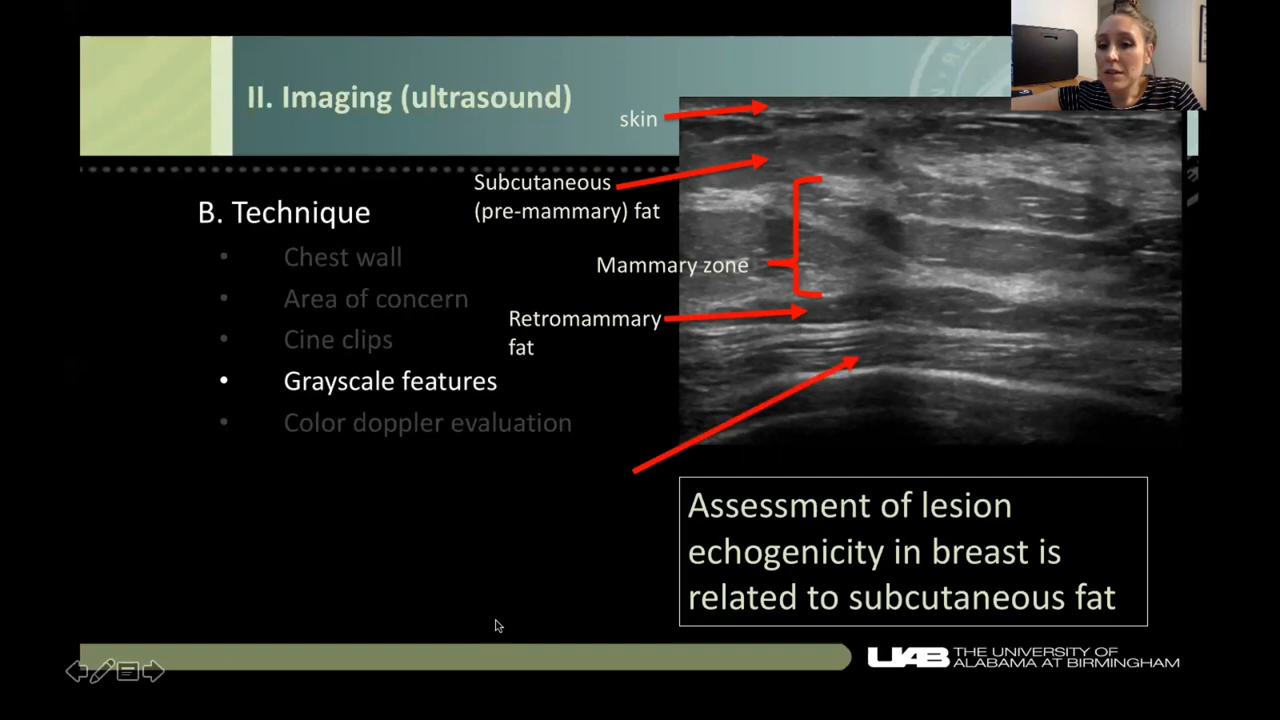 II. Imaging (ultrasound)
skin
Subcutaneous
(pre-mammary) fat
B. Technique
Mammary zone
• Chest wall
• Area of concern
Retromammary
fat
• Cine clips
• Grayscale features
• Color doppler evaluation
Assessment of lesion
echogenicity in breast is
related to subcutaneous fat
UAB THE UNIVERSITY OF
ALABAMA AT BIRMINGHAM